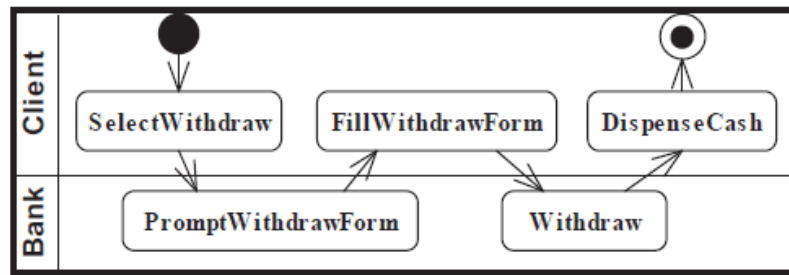 Client
SelectWithdraw
FillWithdrawForm
DispenseCash
Bank
PromptWithdrawForm
Withdraw